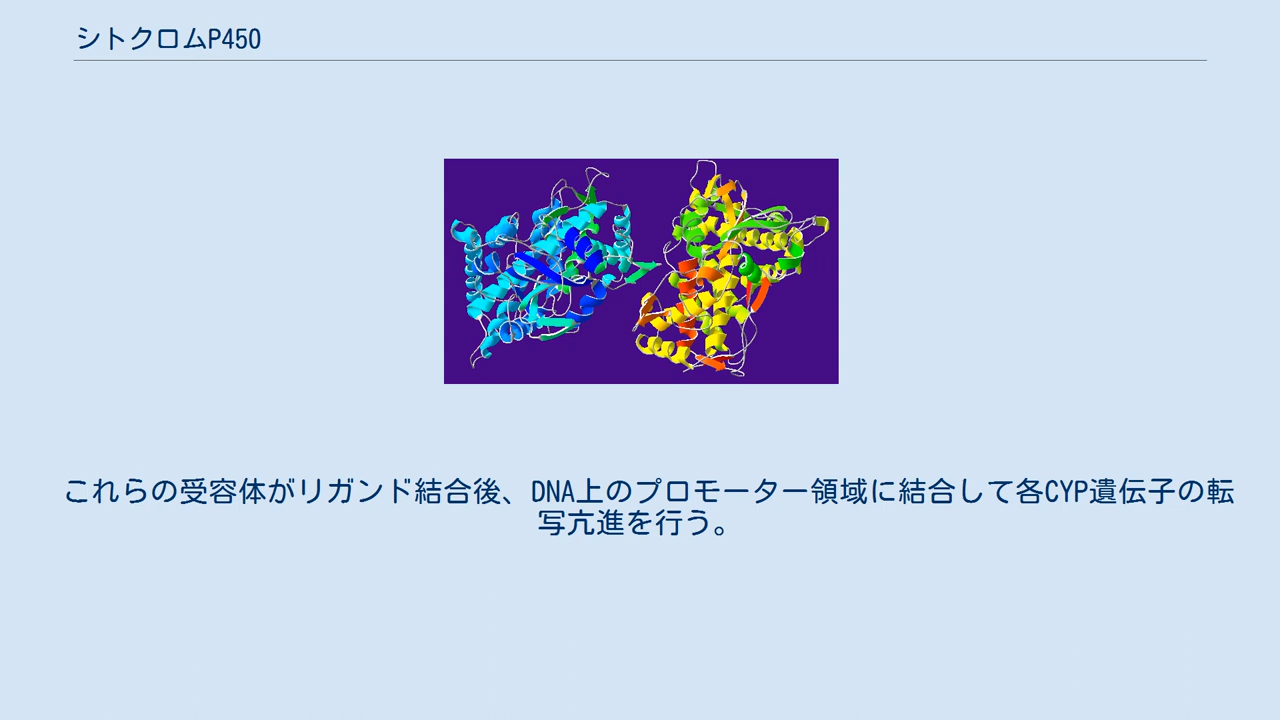 シトクロムP450
これらの受容体がリガンド結合後、DNA上のプロモーター領域に結合して各CYP遺伝子の転
写亢進を行う。